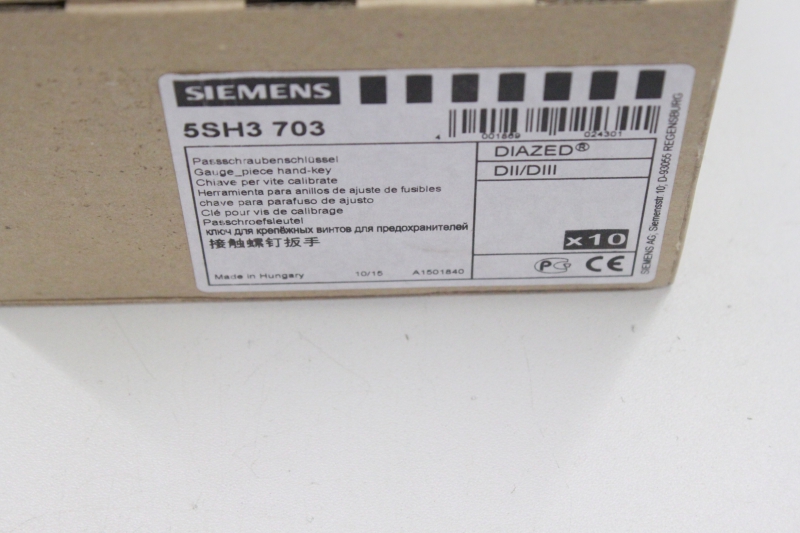 SIEMENS
5SH3 703
4 001869 024301
Passchraubenschlüssel
Gauge_piece hand-key
Chiave per vite calibrate
Herramienta para anillos de ajuste de fusibles
chave para parafuso de ajusto
Clé pour vis de calibrage
Passchroefsleutel
ключ для крепёжных винтов для предохранителей
接触螺钉扳手
Made in Hungary 10/15 A1501840
DIAZED®
DII/DIII
x10
CE
SIEMENS AG, Siemensstr 10; D-93055 REGENSBURG